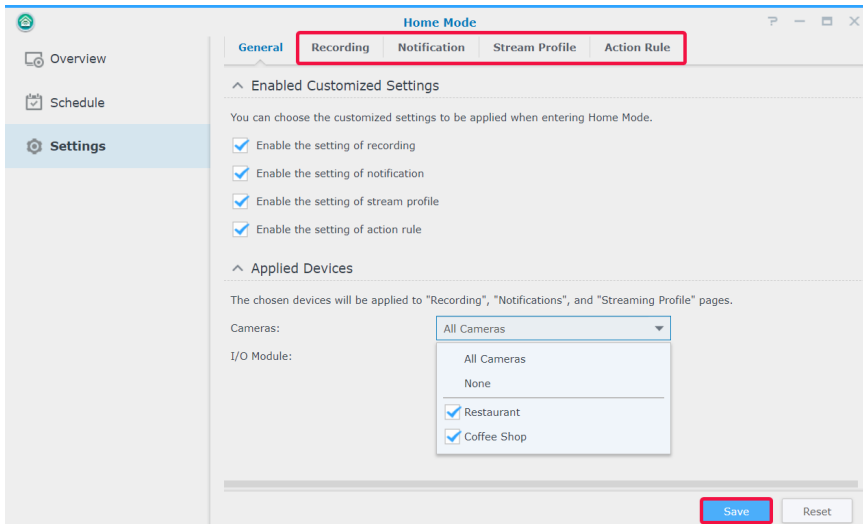 Home Mode
Overview
Schedule
Settings
General Recording Notification Stream Profile Action Rule
Enabled Customized Settings
You can choose the customized settings to be applied when entering Home Mode.
Enable the setting of recording
Enable the setting of notification
Enable the setting of stream profile
Enable the setting of action rule
Applied Devices
The chosen devices will be applied to "Recording", "Notifications", and "Streaming Profile" pages.
Cameras: All Cameras
I/O Module:
All Cameras
None
Restaurant
Coffee Shop
Save Reset